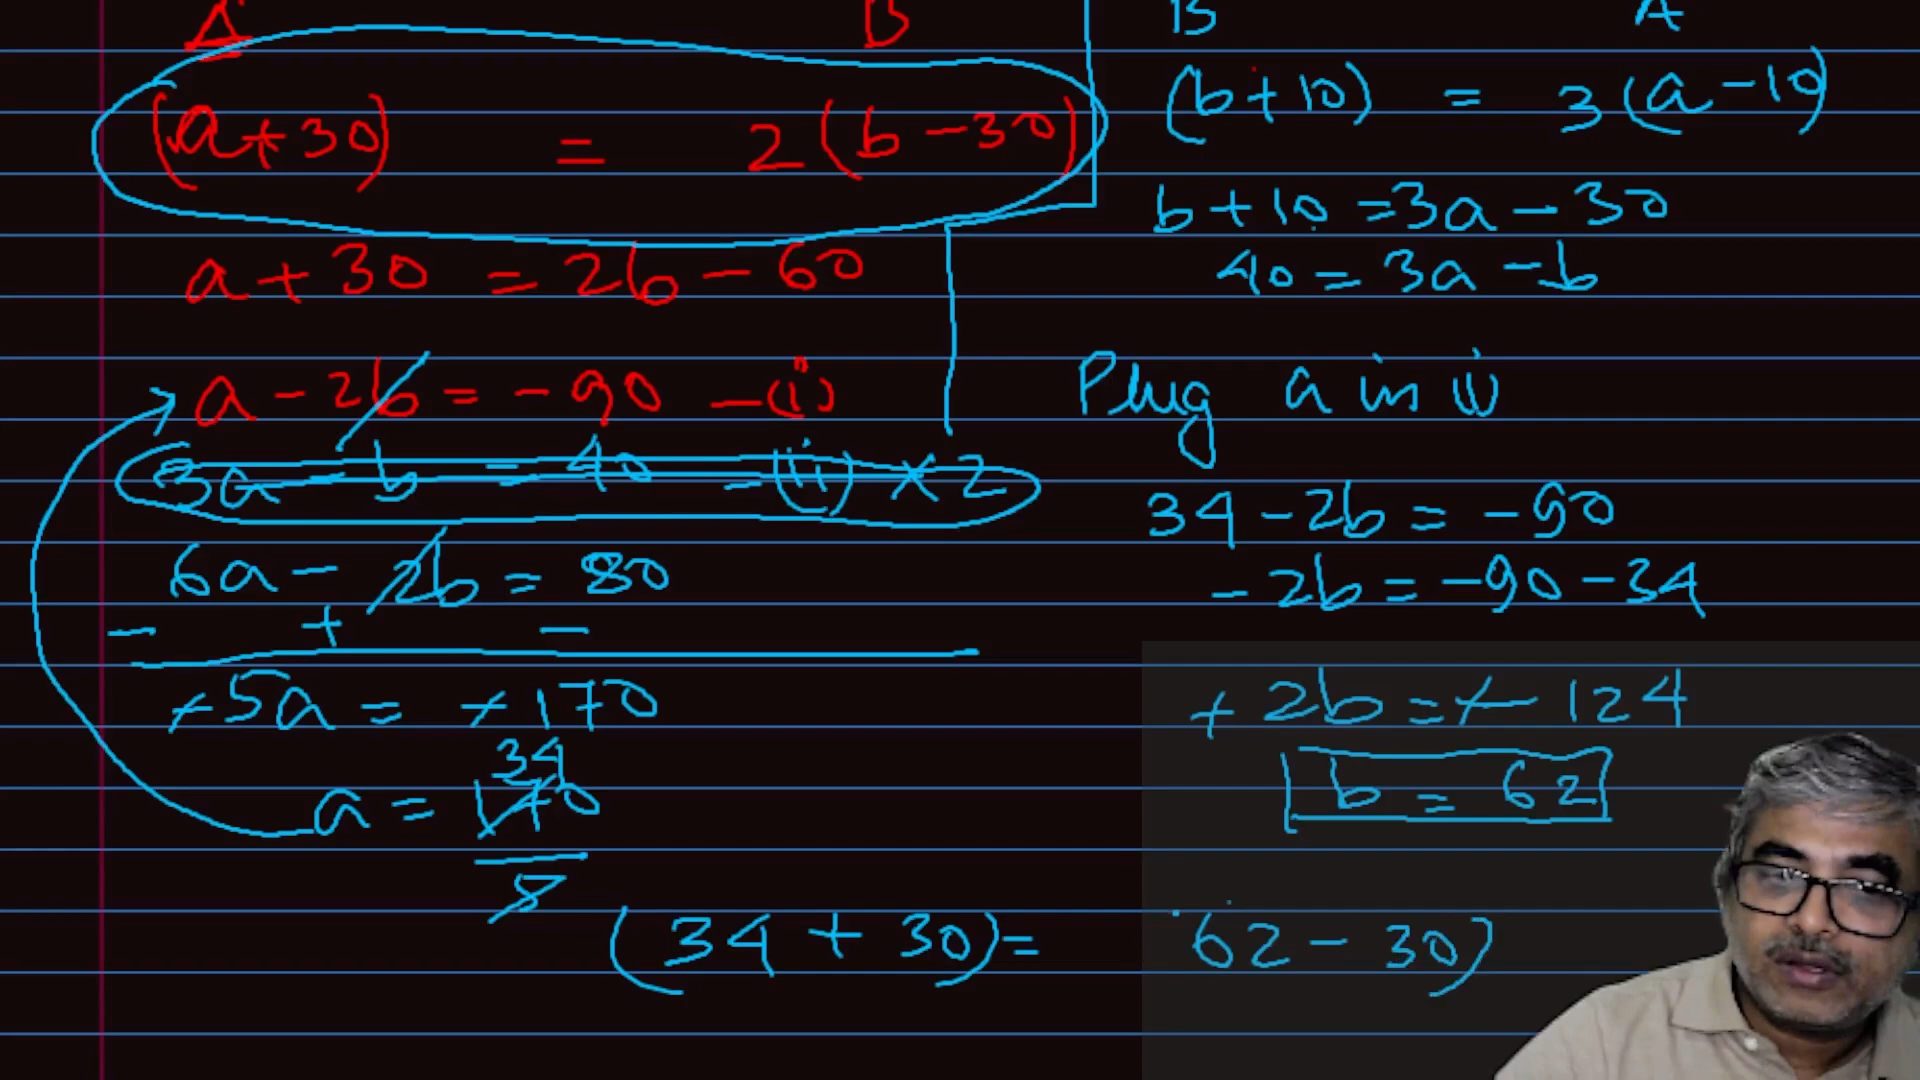 A B
(a+30) = 2(b-30)
a+30 = 2b-60
a-2b = -90 -(i)
3a-b = 40 -(ii) ×2
6a-2b = 80
- + -
+5a = +170
34
a = 170
5
(34+30) = 62-30)
B A
(b+10) = 3(a-10)
b+10 = 3a-30
40 = 3a-b
Plug a in (i)
34-2b = -90
-2b = -90-34
+2b = +124
b = 62